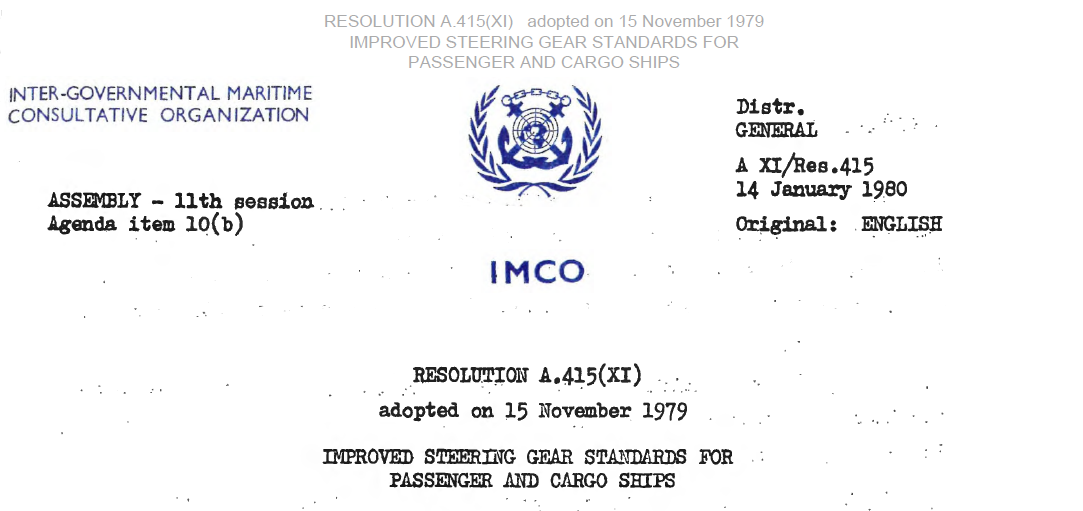 RESOLUTION A.415(XI) adopted on 15 November 1979
IMPROVED STEERING GEAR STANDARDS FOR
PASSENGER AND CARGO SHIPS
INTER-GOVERNMENTAL MARITIME
CONSULTATIVE ORGANIZATION
Distr.
GENERAL
A XI/Res.415
14 January 1980
Original: ENGLISH
ASSEMBLY - 11th session
Agenda item 10(b)
IMCO
RESOLUTION A.415(XI)
adopted on 15 November 1979
IMPROVED STEERING GEAR STANDARDS FOR
PASSENGER AND CARGO SHIPS